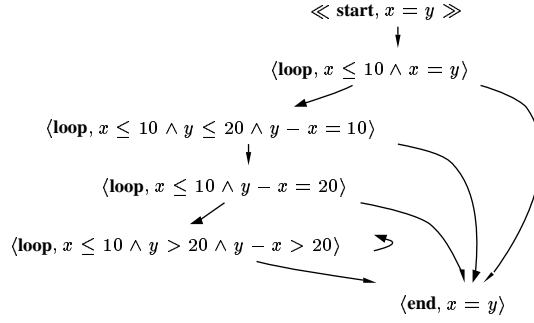 ≪ start, x = y ≫
⟨loop, x ≤ 10 ∧ x = y⟩
⟨loop, x ≤ 10 ∧ y ≤ 20 ∧ y − x = 10⟩
⟨loop, x ≤ 10 ∧ y − x = 20⟩
⟨loop, x ≤ 10 ∧ y > 20 ∧ y − x > 20⟩
⟨end, x = y⟩